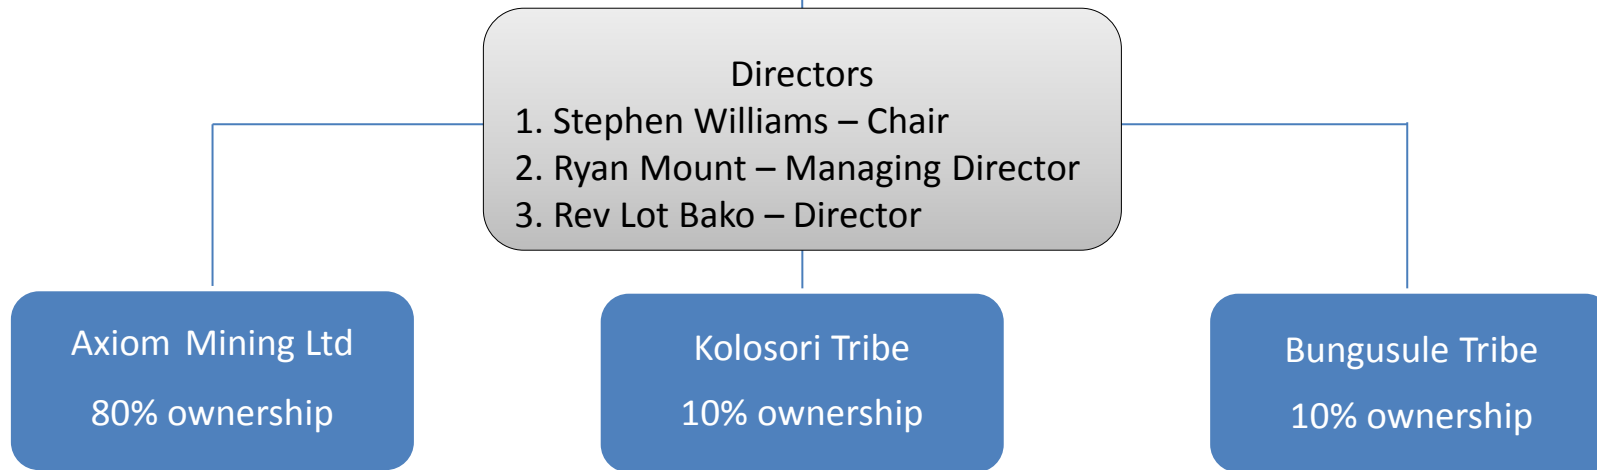 Directors
1. Stephen Williams – Chair
2. Ryan Mount – Managing Director
3. Rev Lot Bako – Director
Axiom Mining Ltd
80% ownership
Kolosori Tribe
10% ownership
Bungusule Tribe
10% ownership